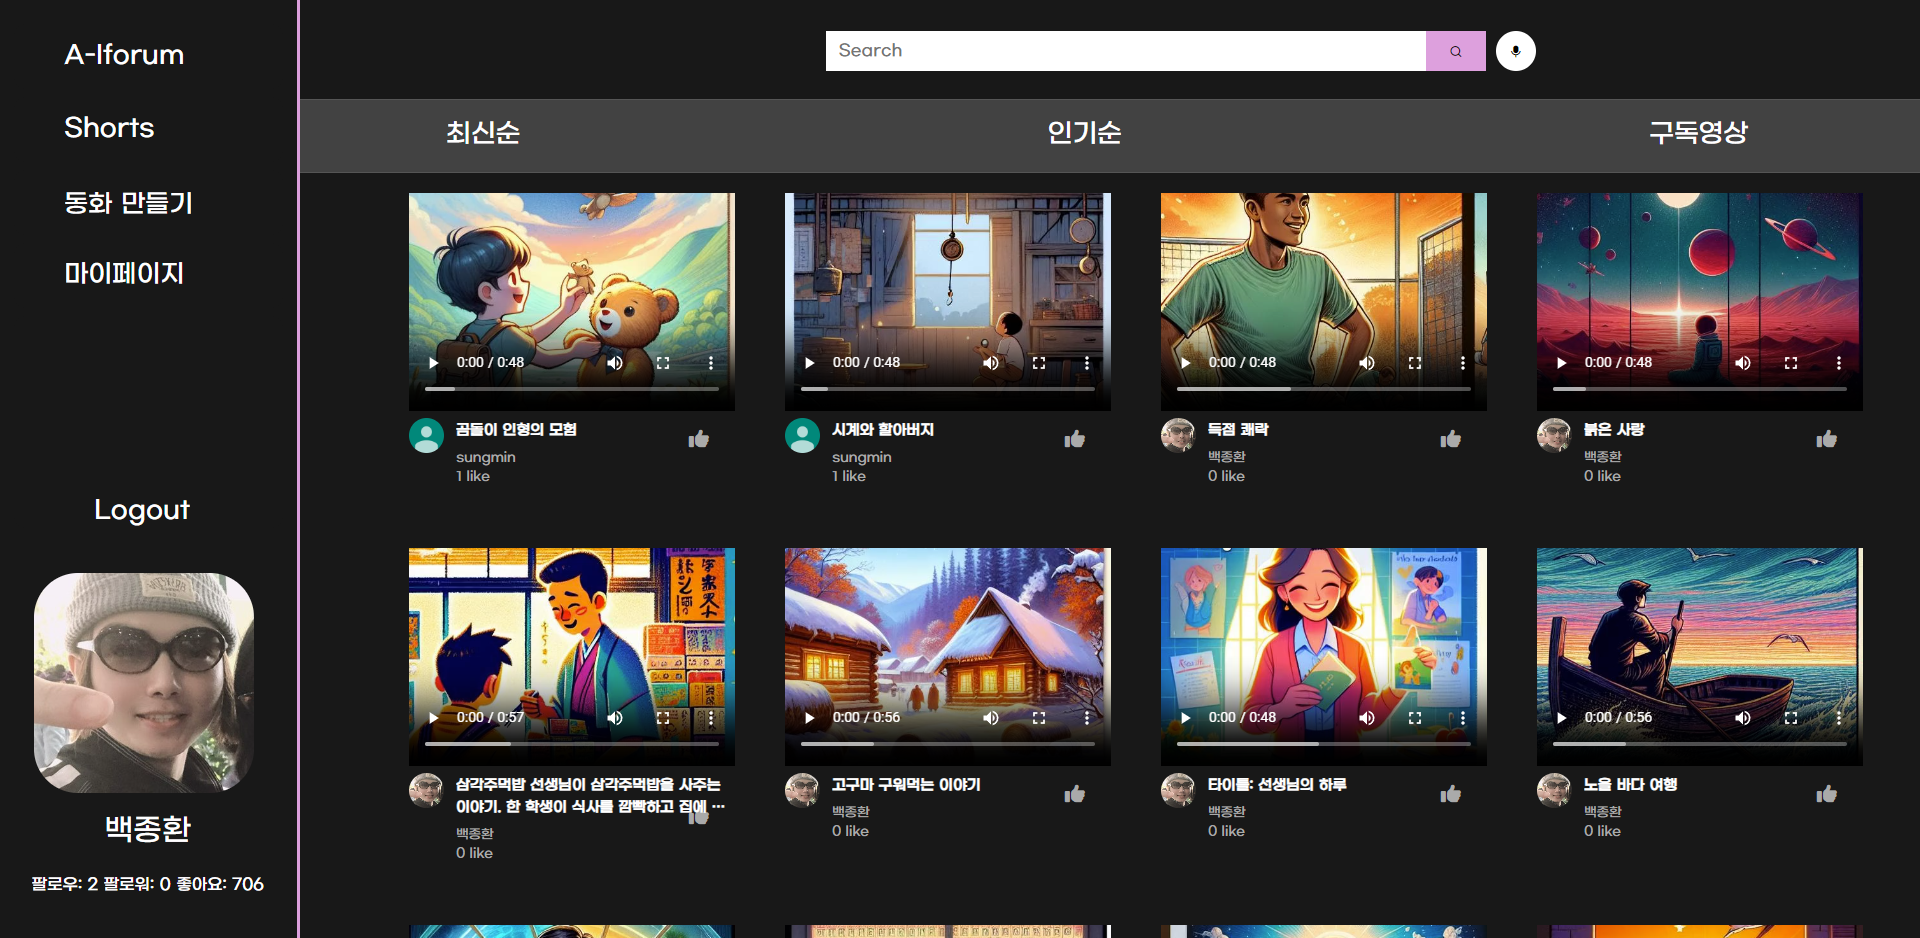 A-Iforum
Shorts
동화 만들기
마이페이지
Logout
백종환
팔로우: 2 팔로워: 0 좋아요: 706
Search
최신순
인기순
구독영상
0:00 / 0:48
0:00 / 0:48
0:00 / 0:48
0:00 / 0:48
곰돌이 인형의 모험
sungmin
1 like
시계와 할아버지
sungmin
1 like
득점 쾌락
백종환
0 like
붉은 사랑
백종환
0 like
0:00 / 0:57
0:00 / 0:56
0:00 / 0:48
0:00 / 0:56
삼각주먹밥 선생님이 삼각주먹밥을 사주는
이야기. 한 학생이 식사를 깜빡하고 집에 ...
백종환
0 like
고구마 구워먹는 이야기
백종환
0 like
타이틀: 선생님의 하루
백종환
0 like
노을 바다 여행
백종환
0 like